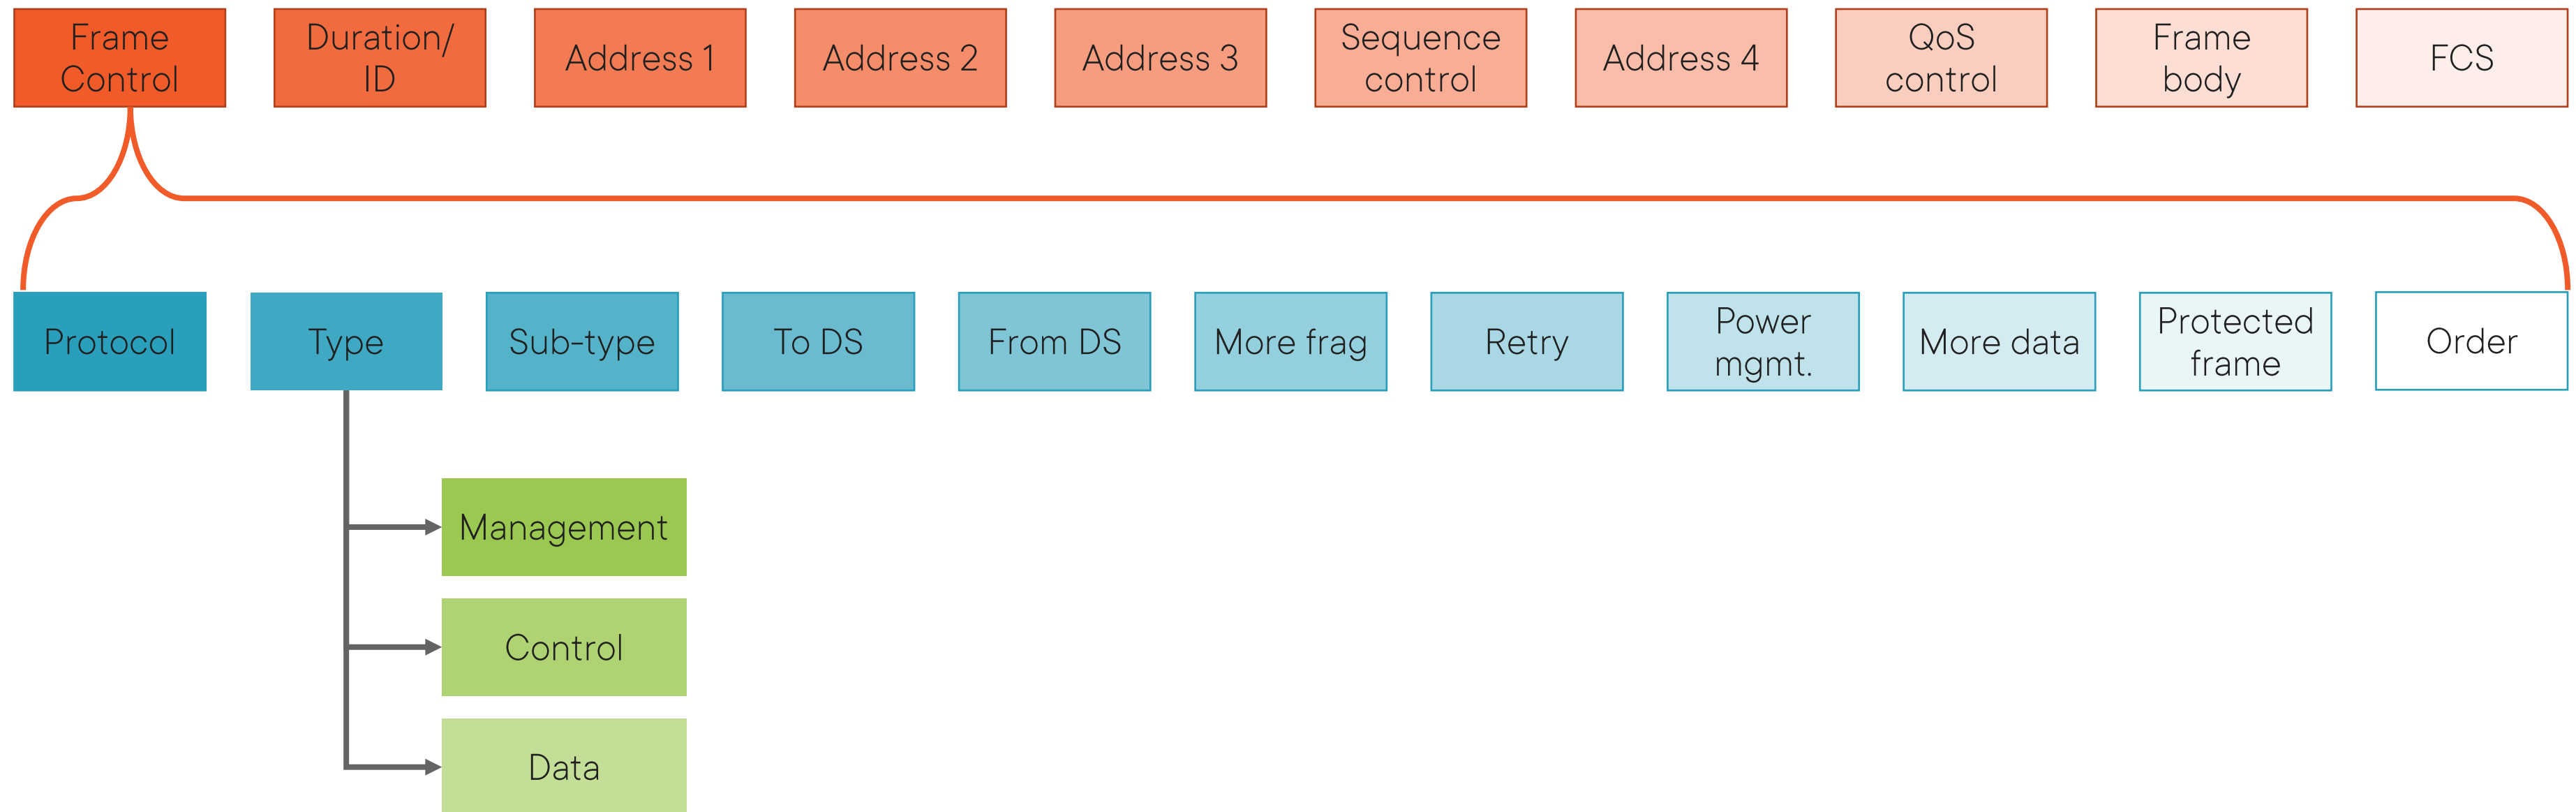 Frame
Control
Duration/
ID
Address 1
Address 2
Address 3
Sequence
control
Address 4
QoS
control
Frame
body
FCS
Protocol
Type
Sub-type
To DS
From DS
More frag
Retry
Power
mgmt.
More data
Protected
frame
Order
Management
Control
Data